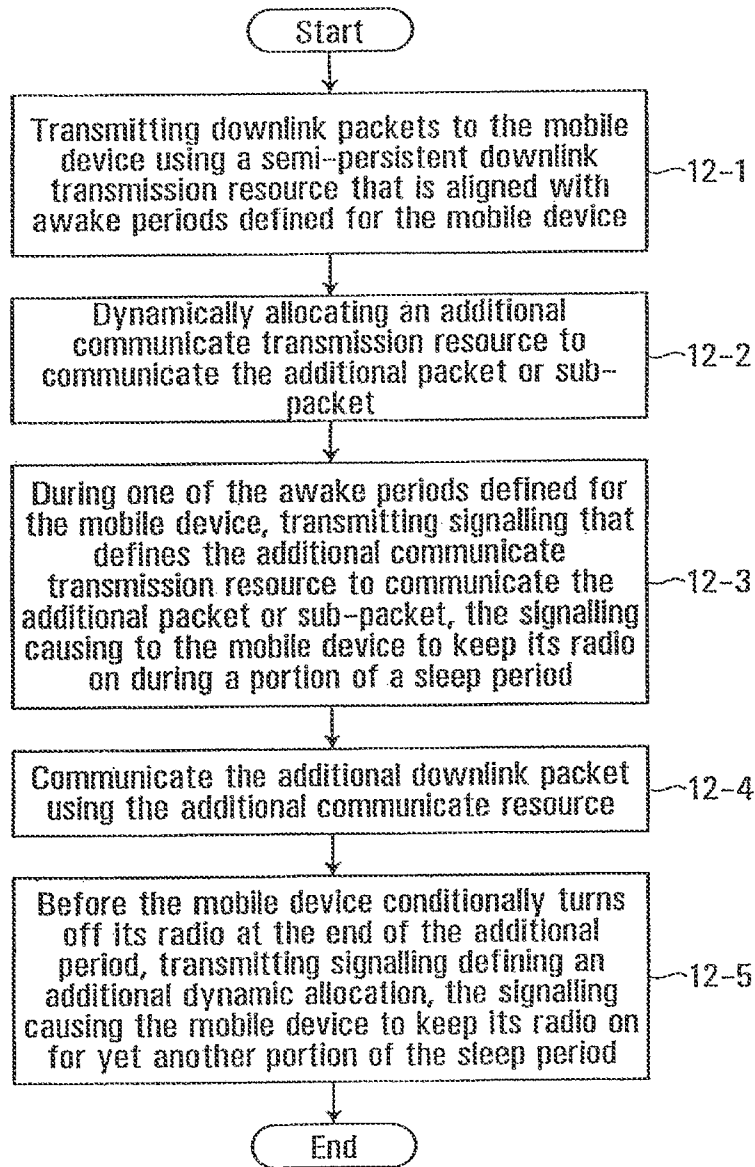 Start
Transmitting downlink packets to the mobile
device using a semi-persistent downlink
transmission resource that is aligned with
awake periods defined for the mobile device
12-1
Dynamically allocating an additional
communicate transmission resource to
communicate the additional packet or sub-
packet
12-2
During one of the awake periods defined for
the mobile device, transmitting signalling that
defines the additional communicate
transmission resource to communicate the
additional packet or sub-packet, the signalling
causing to the mobile device to keep its radio
on during a portion of a sleep period
12-3
Communicate the additional downlink packet
using the additional communicate resource
12-4
Before the mobile device conditionally turns
off its radio at the end of the additional
period, transmitting signalling defining an
additional dynamic allocation, the signalling
causing the mobile device to keep its radio on
for yet another portion of the sleep period
12-5
End